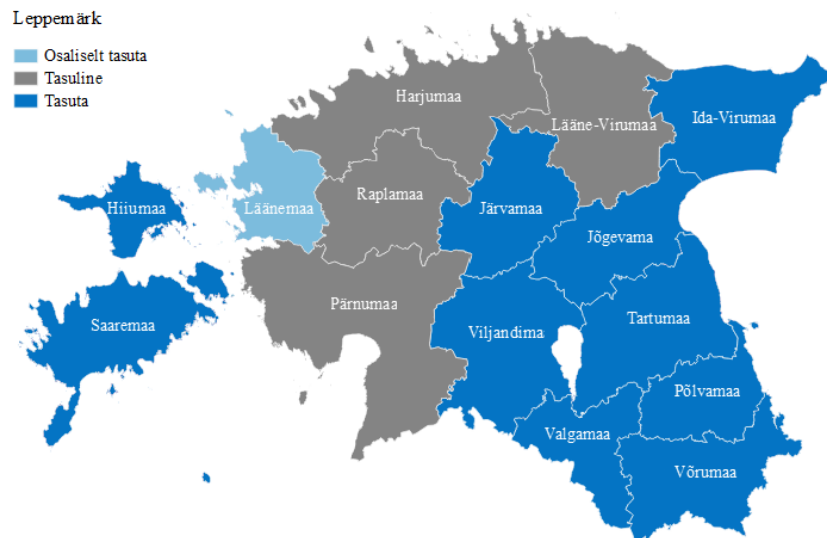 Leppemärk
Osaliselt tasuta
Tasuline
Tasuta
Harjumaa
Lääne-Virumaa
Ida-Virumaa
Hiiumaa
Läänemaa
Raplamaa
Järvamaa
Jõgevama
Saaremaa
Pärnumaa
Viljandima
Tartumaa
Põlvamaa
Valgamaa
Võrumaa